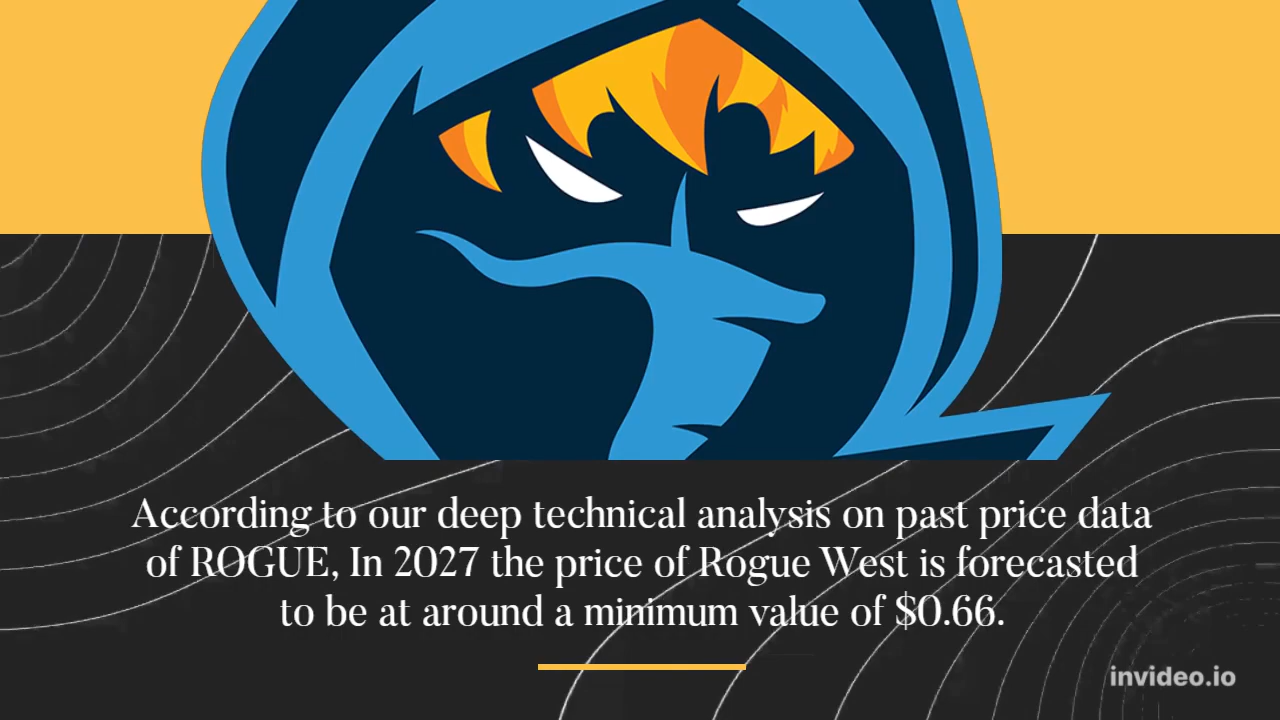 According to our deep technical analysis on past price data
of ROGUE, In 2027 the price of Rogue West is forecasted
to be at around a minimum value of $0.66.
invideo.io